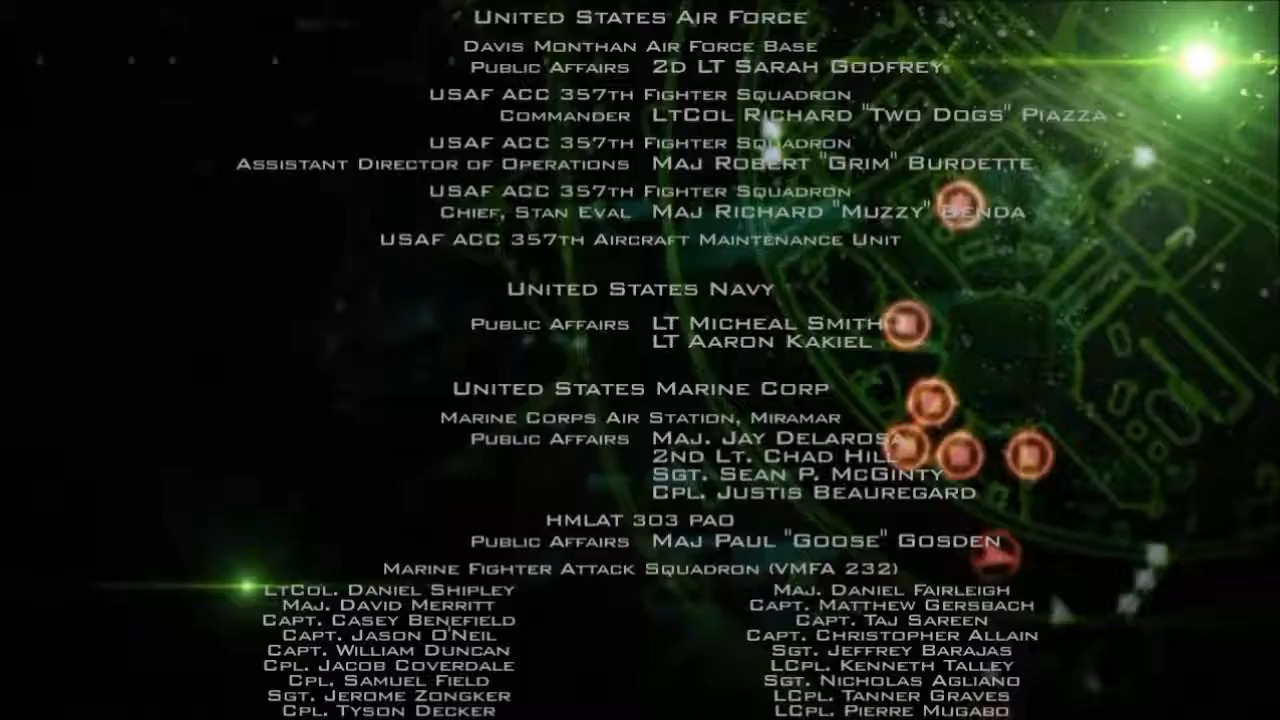 United States Air Force
Davis Monthan Air Force Base
Public Affairs 2d LT Sarah Godfrey
USAF ACC 357th Fighter Squadron
Commander LtCol Richard "Two Dogs" Piazza
USAF ACC 357th Fighter Squadron
Assistant Director of Operations Maj Robert "Grim" Burdette
USAF ACC 357th Fighter Squadron
Chief, Stan Eval Maj Richard "Muzzy" Benda
USAF ACC 357th Aircraft Maintenance Unit
United States Navy
Public Affairs LT Micheal Smith
LT Aaron Kakiel
United States Marine Corp
Marine Corps Air Station, Miramar
Public Affairs Maj. Jay Delarosa
2nd Lt. Chad Hill
Sgt. Sean P. McGinty
Cpl. Justis Beauregard
HMLAT 303 PAO
Public Affairs Maj Paul "Goose" Gosden
Marine Fighter Attack Squadron (VMFA 232)
LtCol. Daniel Shipley Maj. Daniel Fairleigh
Maj. David Merritt Capt. Matthew Gersbach
Capt. Casey Benefield Capt. Taj Sareen
Capt. Jason O'Neil Capt. Christopher Allain
Capt. William Duncan Sgt. Jeffrey Barajas
Cpl. Jacob Coverdale LCpl. Kenneth Talley
Cpl, Samuel Field Sgt. Nicholas Agliano
Sgt. Jerome Zongker LCpl. Tanner Graves
Cpl. Tyson Decker LCpl. Pierre Mugabo